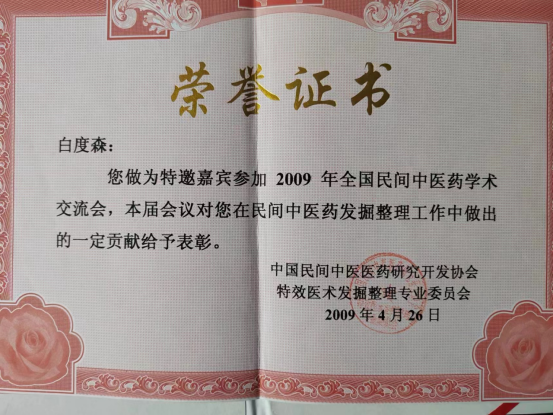 荣誉证书
白度森：
您做为特邀嘉宾参加 2009 年全国民间中医药学术
交流会，本届会议对您在民间中医药发掘整理工作中做出
的一定贡献给予表彰。
中国民间中医医药研究开发协会
特效医术发掘整理专业委员会
2009 年 4 月 26 日